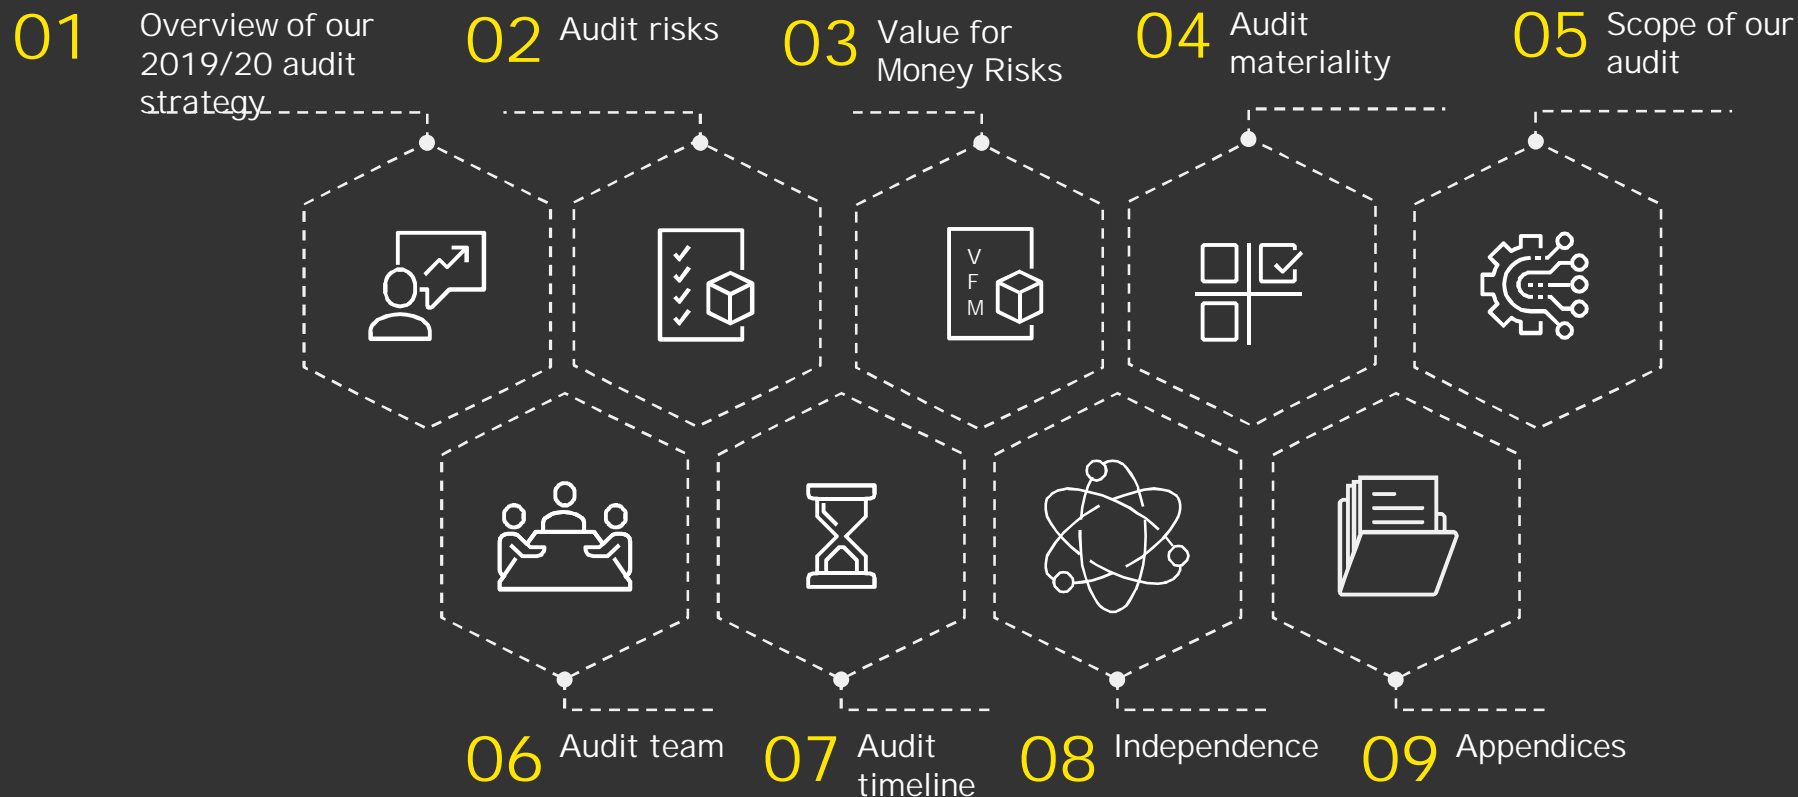 01
Overview of our
2019/20 audit
strategy
02
Audit risks
03
Value for
Money Risks
04
Audit
materiality
05
Scope of our
audit
V
F
M
06
Audit team
07
Audit
timeline
08
Independence
09
Appendices